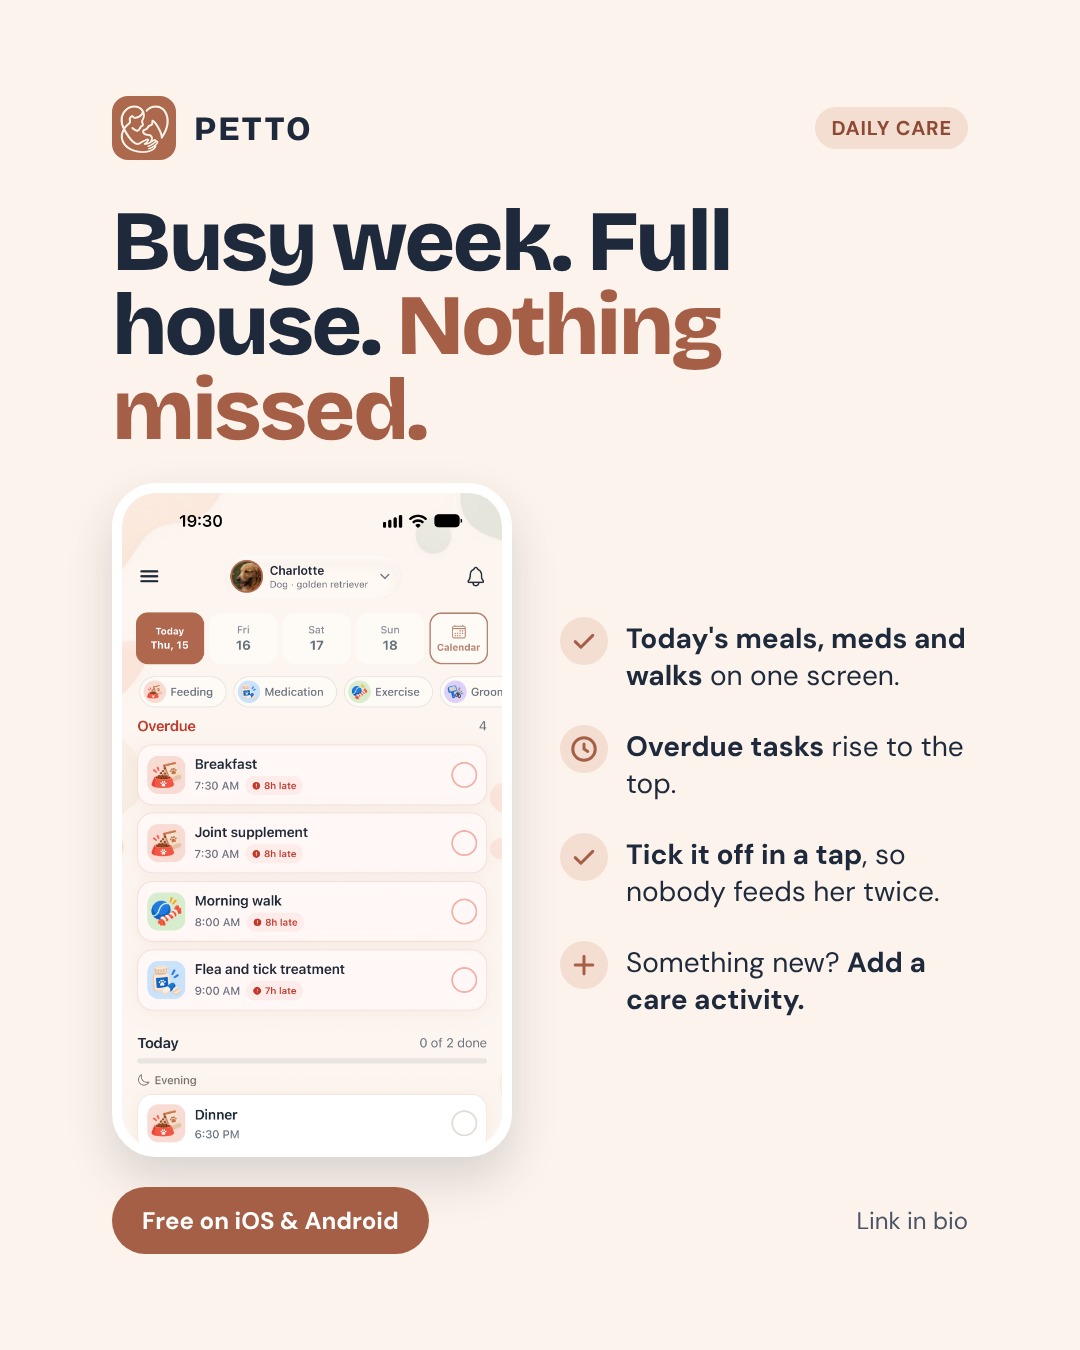 PETTO
DAILY CARE
Busy week. Full
house. Nothing
missed.
19:30
Charlotte
Dog · golden retriever
Today
Thu, 15
Fri
16
Sat
17
Sun
18
Calendar
Feeding
Medication
Exercise
Groom
Overdue
4
Breakfast
7:30 AM
8h late
Joint supplement
7:30 AM
8h late
Morning walk
8:00 AM
8h late
Flea and tick treatment
9:00 AM
7h late
Today
0 of 2 done
Evening
Dinner
6:30 PM
Today's meals, meds and
walks on one screen.
Overdue tasks rise to the
top.
Tick it off in a tap, so
nobody feeds her twice.
Something new? Add a
care activity.
Free on iOS & Android
Link in bio